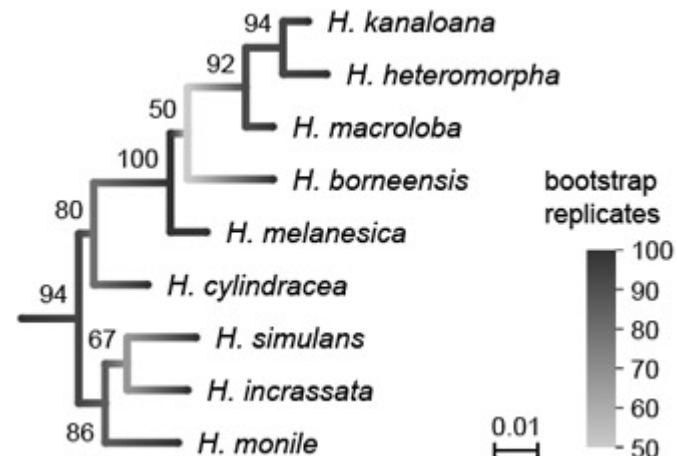 94
H. kanaloana
92
H. heteromorpha
50
H. macroloba
100
H. borneensis
80
H. melanesica
94
H. cylindracea
67
H. simulans
H. incrassata
86
H. monile
bootstrap
replicates
100
90
80
70
60
50
0.01